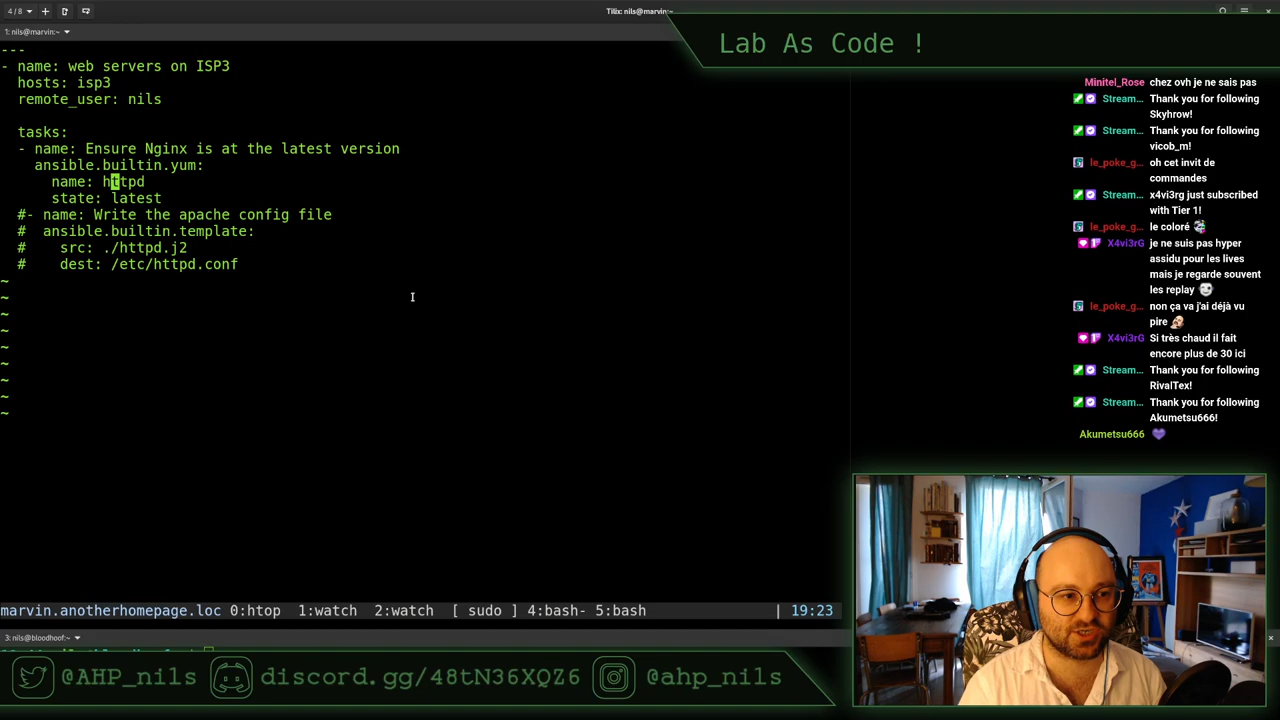 4 / 8
Tilix: nils@marvin:~
1: nils@marvin:~
Lab As Code !
---
- name: web servers on ISP3
  hosts: isp3
  remote_user: nils
  tasks:
  - name: Ensure Nginx is at the latest version
    ansible.builtin.yum:
      name: httpd
      state: latest
  #- name: Write the apache config file
  #  ansible.builtin.template:
  #    src: ./httpd.j2
  #    dest: /etc/httpd.conf
~
~
~
~
~
~
~
~
~
marvin.anotherhomepage.loc 0:htop  1:watch  2:watch  [ sudo ] 4:bash- 5:bash | 19:23
3: nils@bloodhoof:~
@AHP_nils discord.gg/48tN36XQZ6 @ahp_nils
Minitel_Rose chez ovh je ne sais pas
Stream... Thank you for following
Skyhrow!
Stream... Thank you for following
vicob_m!
le_poke_g... oh cet invit de
commandes
Stream... x4vi3rg just subscribed
with Tier 1!
le_poke_g... le coloré
X4vi3rG je ne suis pas hyper
assidu pour les lives
mais je regarde souvent
les replay
le_poke_g... non ça va j'ai déjà vu
pire
X4vi3rG Si très chaud il fait
encore plus de 30 ici
Stream... Thank you for following
RivalTex!
Stream... Thank you for following
Akumetsu666!
Akumetsu666